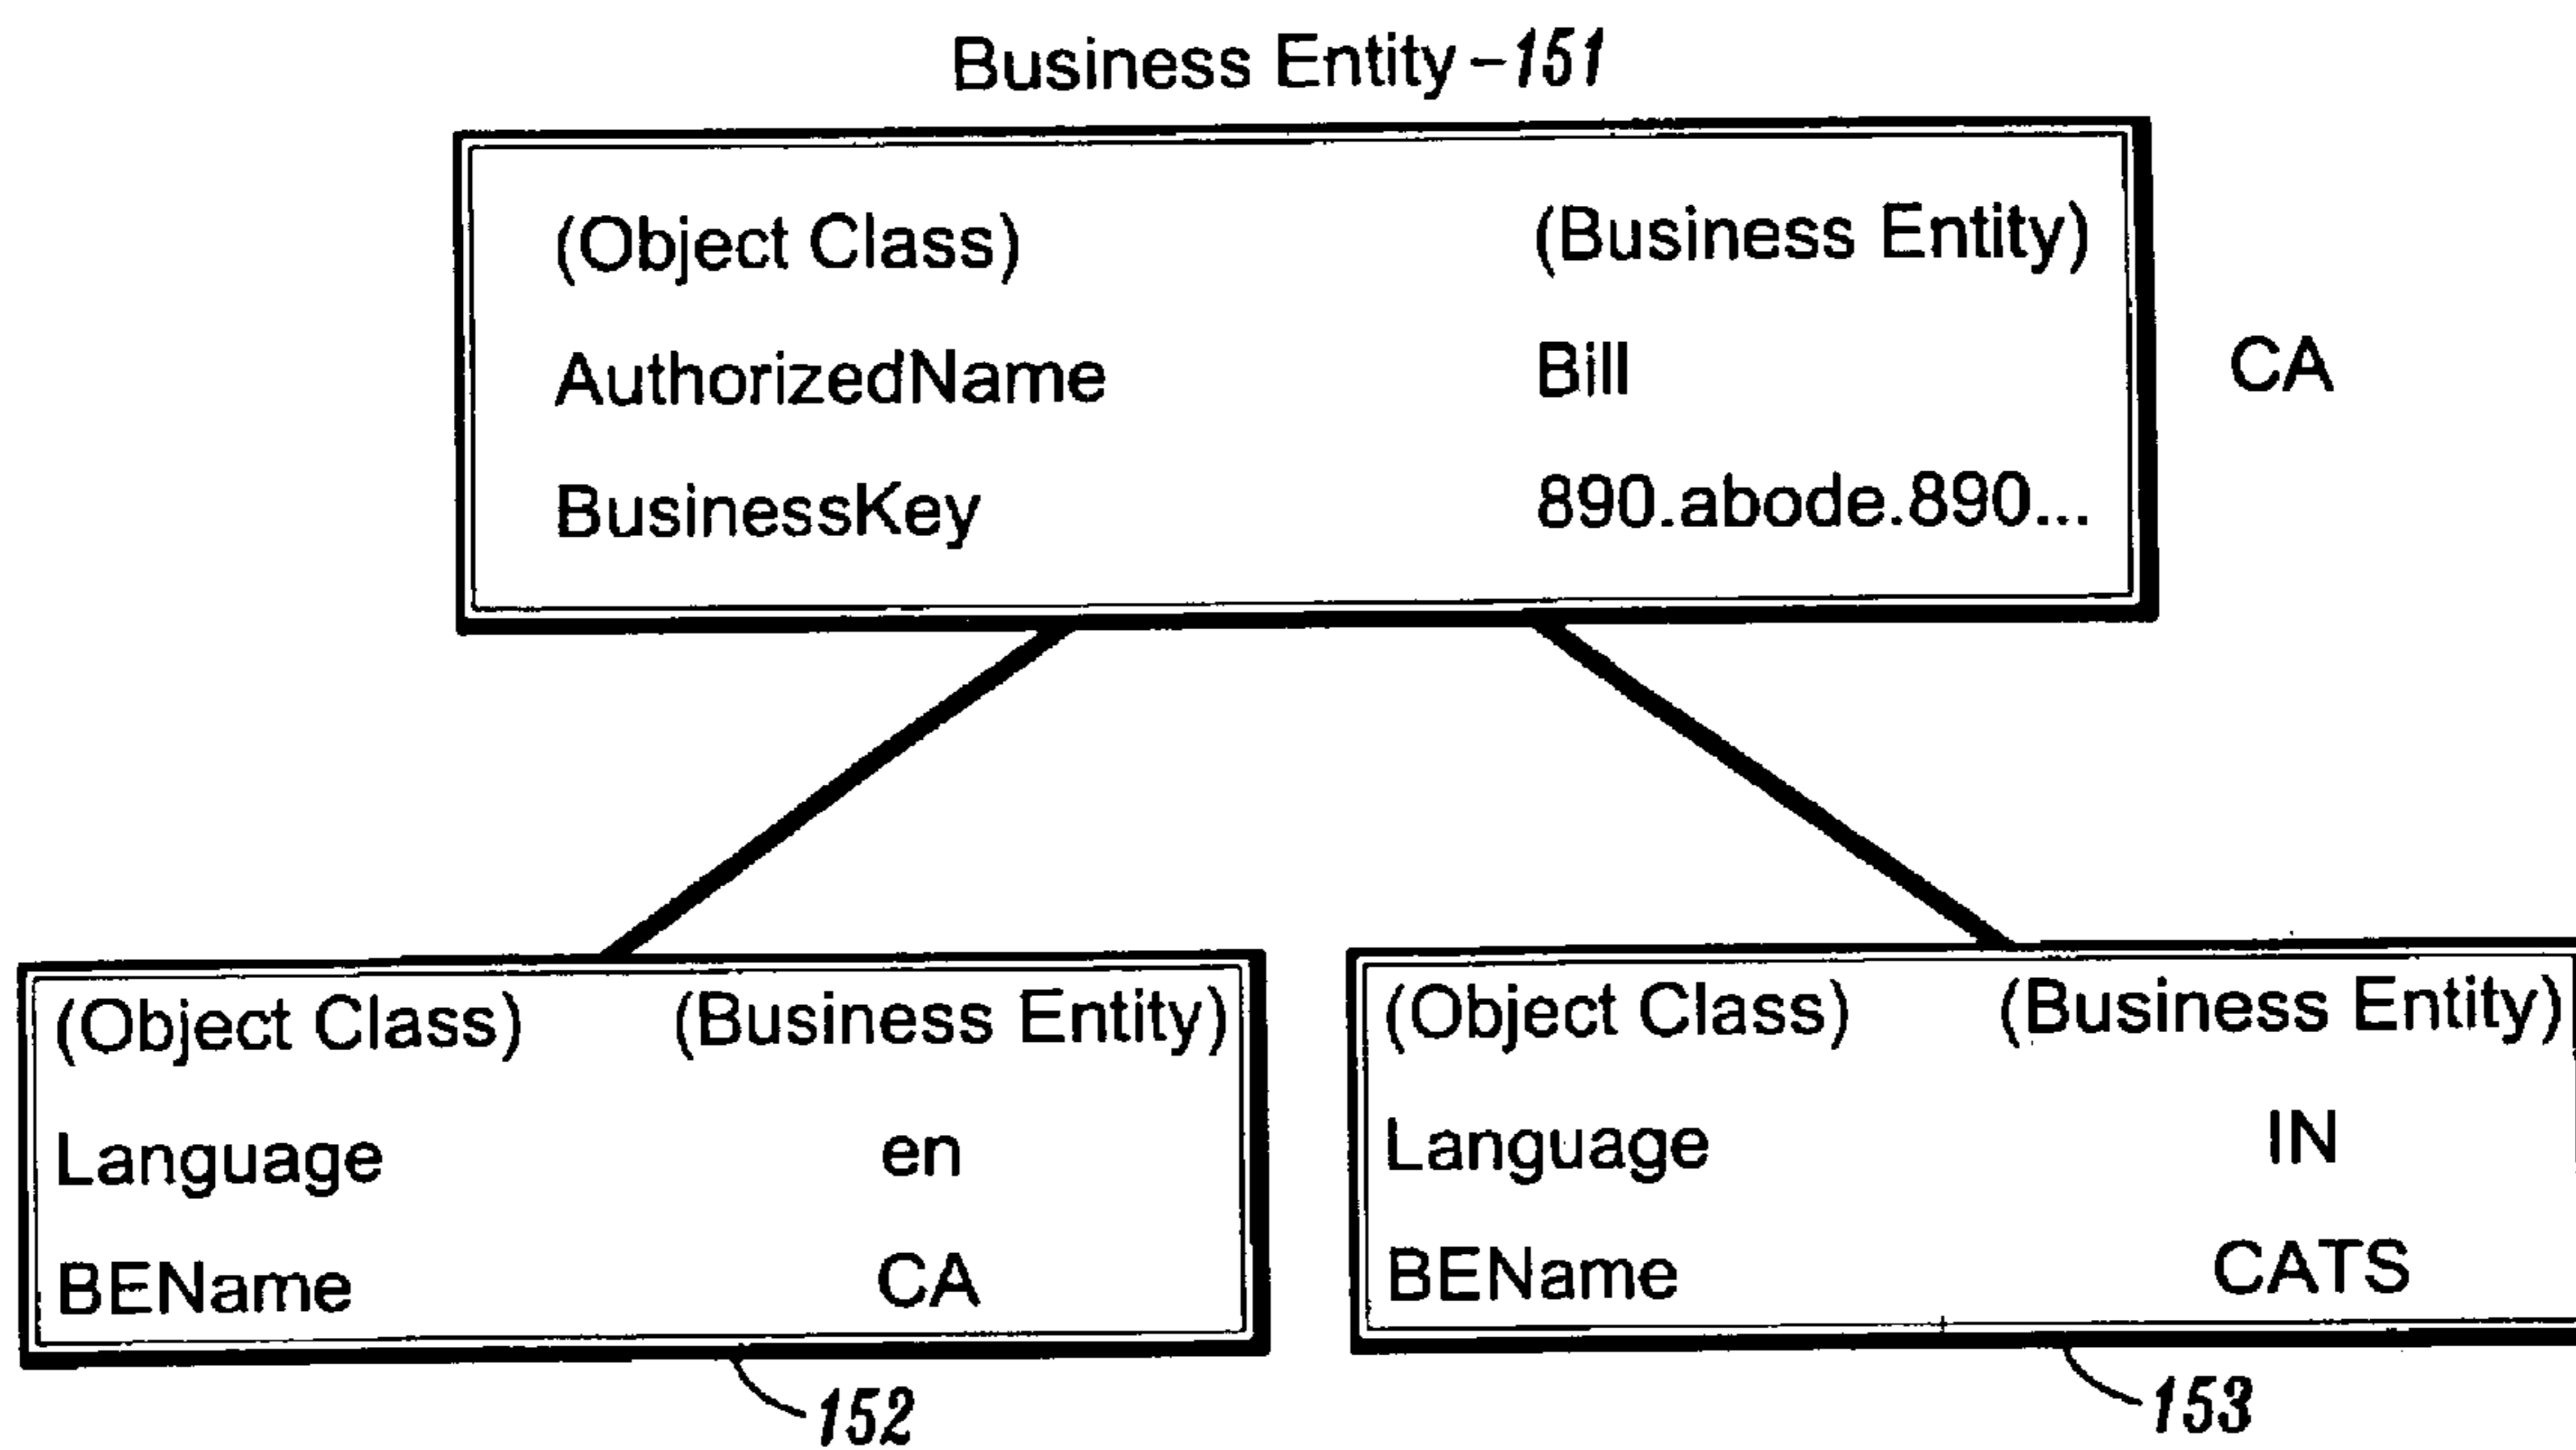 Business Entity - 151
(Object Class) (Business Entity)
AuthorizedName Bill CA
BusinessKey 890.abode.890...
(Object Class) (Business Entity)
Language en
BEName CA
152
(Object Class) (Business Entity)
Language IN
BEName CATS
153